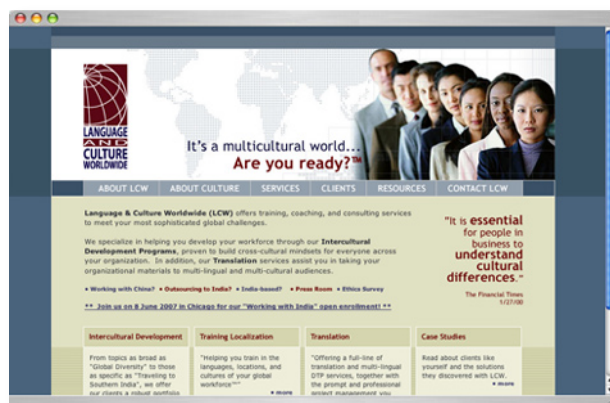 LANGUAGE
AND
CULTURE
WORLDWIDE
It's a multicultural world...
Are you ready?™
ABOUT LCW
ABOUT CULTURE
SERVICES
CLIENTS
RESOURCES
CONTACT LCW
Language & Culture Worldwide (LCW) offers training, coaching, and consulting services
to meet your most sophisticated global challenges.
We specialize in helping you develop your workforce through our Intercultural
Development Programs, proven to build cross-cultural mindsets for everyone across
your organization. In addition, our Translation services assist you in taking your
organizational materials to multi-lingual and multi-cultural audiences.
• Working with China? • Outsourcing to India? • India-based? • Press Room • Ethics Survey
** Join us on 8 June 2007 in Chicago for our "Working with India" open enrollment! **
"It is essential
for people in
business to
understand
cultural
differences."
The Financial Times
1/27/00
Intercultural Development
From topics as broad as
"Global Diversity" to those
as specific as "Traveling to
Southern India", we offer
our clients a robust portfolio
Training Localization
"Helping you train in the
languages, locations, and
cultures of your global
workforce™"
• more
Translation
"Offering a full-line of
translation and multi-lingual
DTP services, together with
the prompt and professional
project management you
Case Studies
Read about clients like
yourself and the solutions
they discovered with LCW.
• more